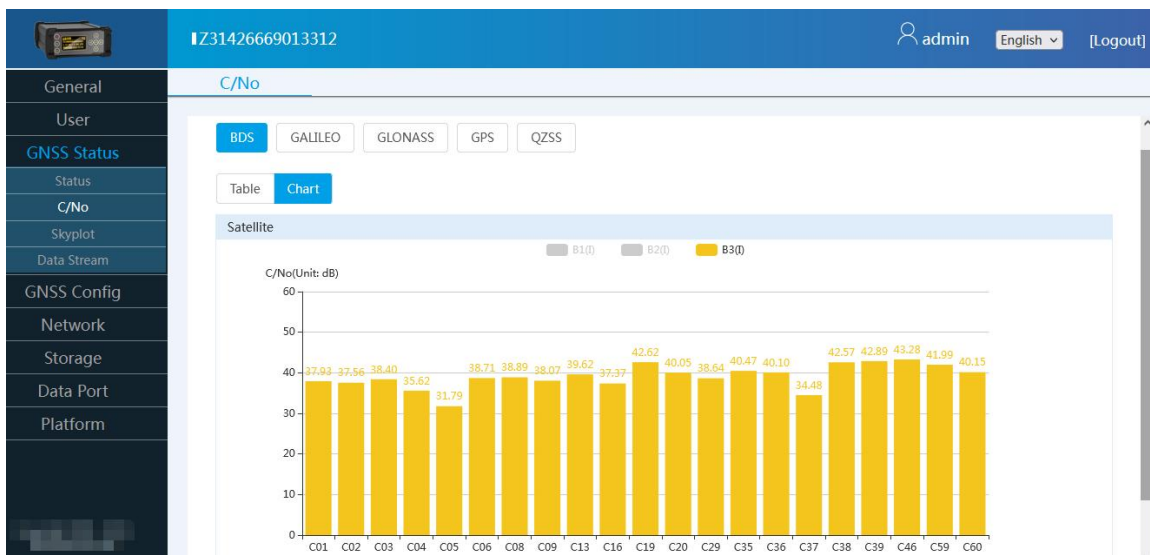 IZ31426669013312
admin
English
[Logout]
General
User
GNSS Status
Status
C/No
Skyplot
Data Stream
GNSS Config
Network
Storage
Data Port
Platform
C/No
BDS GALILEO GLONASS GPS QZSS
Table Chart
Satellite
B1(I) B2(I) B3(I)
C/No(Unit: dB)
60
50
40
30
20
10
0
37.93 37.56 38.40 35.62 31.79 38.71 38.89 38.07 39.62 37.37 42.62 40.05 38.64 40.47 40.10 34.48 42.57 42.89 43.28 41.99 40.15
C01 C02 C03 C04 C05 C06 C08 C09 C13 C16 C19 C20 C29 C35 C36 C37 C38 C39 C46 C59 C60